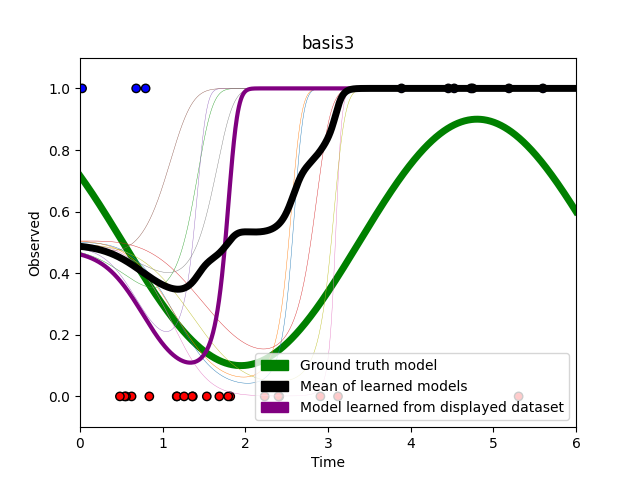 basis3
1.0
0.8
0.6
0.4
0.2
0.0
Observed
Ground truth model
Mean of learned models
Model learned from displayed dataset
0 1 2 3 4 5 6
Time